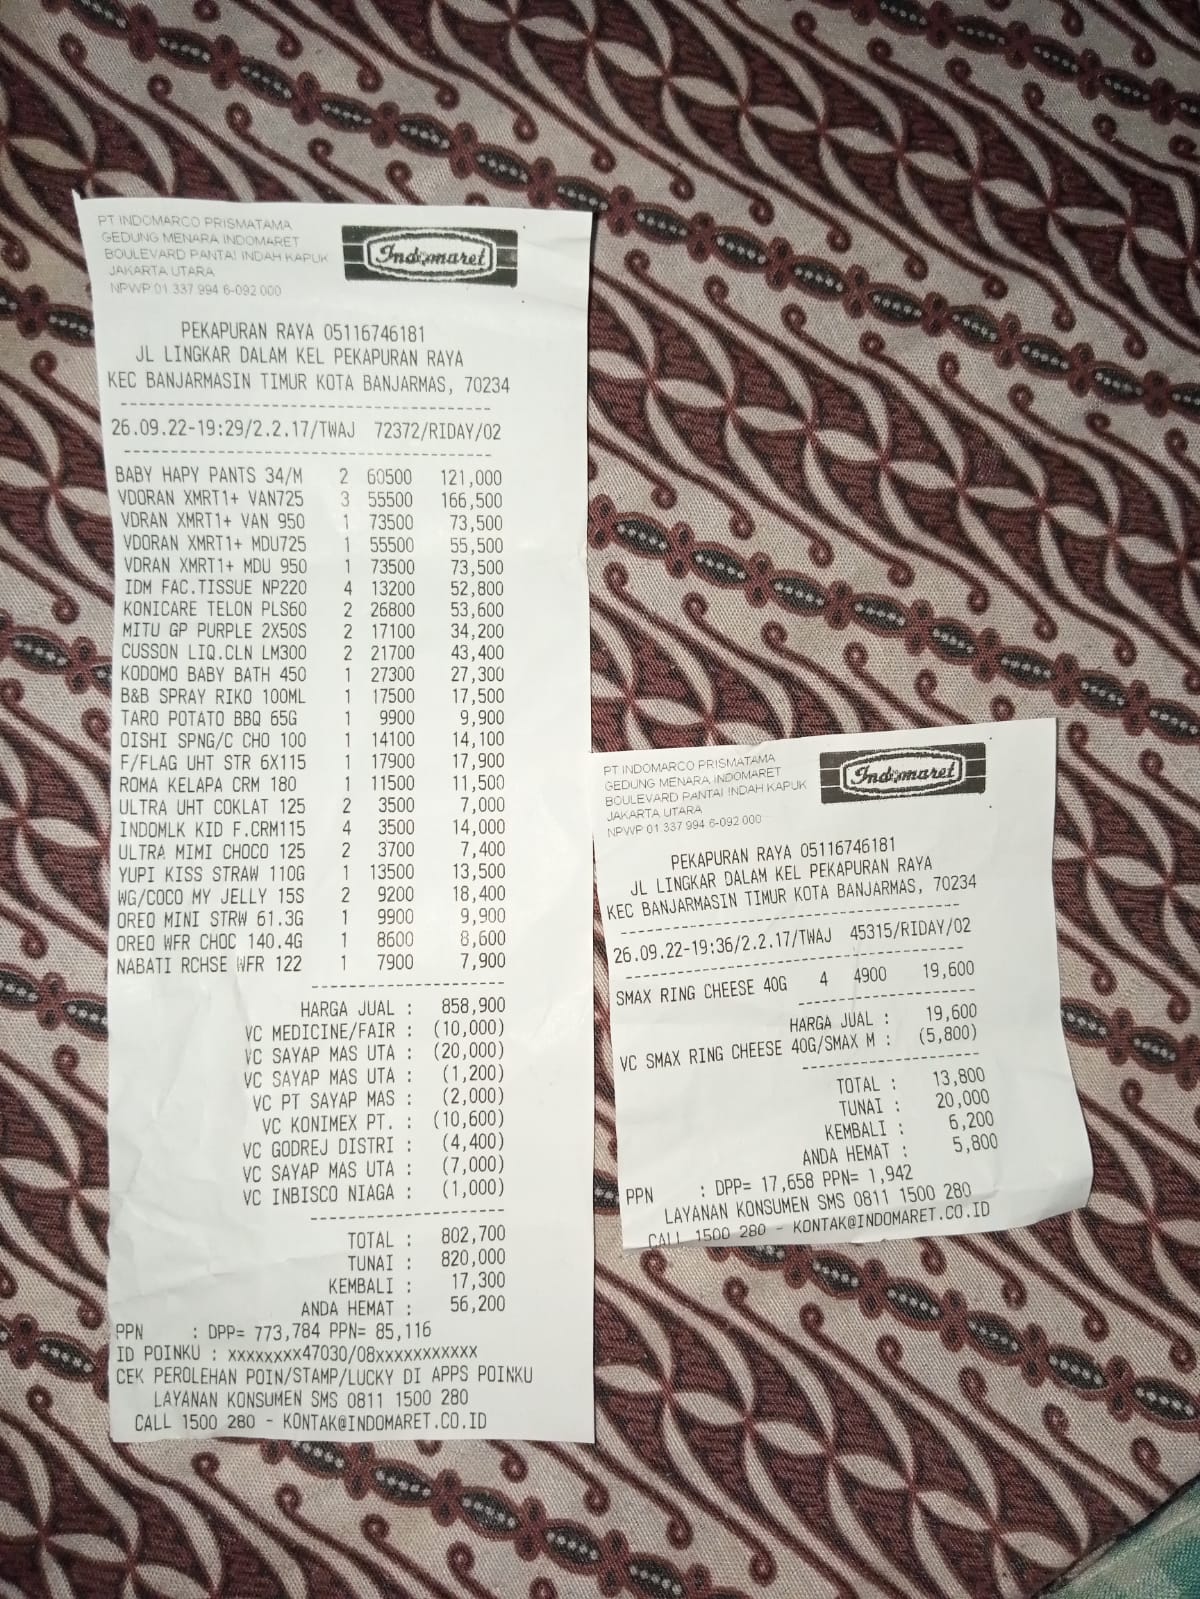 PT INDOMARCO PRISMATAMA
GEDUNG MENARA INDOMARET
BOULEVARD PANTAI INDAH KAPUK
JAKARTA UTARA
NPWP 01 337 994 6-092 000
Indomaret
PEKAPURAN RAYA 05116746181
JL LINGKAR DALAM KEL PEKAPURAN RAYA
KEC BANJARMASIN TIMUR KOTA BANJARMAS, 70234
26.09.22-19:29/2.2.17/TWAJ 72372/RIDAY/02
BABY HAPY PANTS 34/M 2 60500 121,000
VDORAN XMRT1+ VAN725 3 55500 166,500
VDRAN XMRT1+ VAN 950 1 73500 73,500
VDORAN XMRT1+ MDU725 1 55500 55,500
VDRAN XMRT1+ MDU 950 1 73500 73,500
IDM FAC.TISSUE NP220 4 13200 52,800
KONICARE TELON PLS60 2 26800 53,600
MITU GP PURPLE 2X50S 2 17100 34,200
CUSSON LIQ.CLN LM300 2 21700 43,400
KODOMO BABY BATH 450 1 27300 27,300
B&B SPRAY RIKO 100ML 1 17500 17,500
TARO POTATO BBQ 65G 1 9900 9,900
OISHI SPNG/C CHO 100 1 14100 14,100
F/FLAG UHT STR 6X115 1 17900 17,900
ROMA KELAPA CRM 180 1 11500 11,500
ULTRA UHT COKLAT 125 2 3500 7,000
INDOMLK KID F.CRM115 4 3500 14,000
ULTRA MIMI CHOCO 125 2 3700 7,400
YUPI KISS STRAW 110G 1 13500 13,500
WG/COCO MY JELLY 15S 2 9200 18,400
OREO MINI STRW 61.3G 1 9900 9,900
OREO WFR CHOC 140.4G 1 8600 8,600
NABATI RCHSE WFR 122 1 7900 7,900
HARGA JUAL : 858,900
VC MEDICINE/FAIR : (10,000)
VC SAYAP MAS UTA : (20,000)
VC SAYAP MAS UTA : (1,200)
VC PT SAYAP MAS : (2,000)
VC KONIMEX PT. : (10,600)
VC GODREJ DISTRI : (4,400)
VC SAYAP MAS UTA : (7,000)
VC INBISCO NIAGA : (1,000)
TOTAL : 802,700
TUNAI : 820,000
KEMBALI : 17,300
ANDA HEMAT : 56,200
PPN : DPP= 773,784 PPN= 85,116
ID POINKU : xxxxxxxx47030/08xxxxxxxxxxx
CEK PEROLEHAN POIN/STAMP/LUCKY DI APPS POINKU
LAYANAN KONSUMEN SMS 0811 1500 280
CALL 1500 280 - KONTAK@INDOMARET.CO.ID
PT INDOMARCO PRISMATAMA
GEDUNG MENARA INDOMARET
BOULEVARD PANTAI INDAH KAPUK
JAKARTA UTARA
NPWP 01 337 994 6-092 000
Indomaret
PEKAPURAN RAYA 05116746181
JL LINGKAR DALAM KEL PEKAPURAN RAYA
KEC BANJARMASIN TIMUR KOTA BANJARMAS, 70234
26.09.22-19:36/2.2.17/TWAJ 45315/RIDAY/02
SMAX RING CHEESE 40G 4 4900 19,600
HARGA JUAL : 19,600
VC SMAX RING CHEESE 40G/SMAX M : (5,800)
TOTAL : 13,800
TUNAI : 20,000
KEMBALI : 6,200
ANDA HEMAT : 5,800
PPN : DPP= 17,658 PPN= 1,942
LAYANAN KONSUMEN SMS 0811 1500 280
CALL 1500 280 - KONTAK@INDOMARET.CO.ID